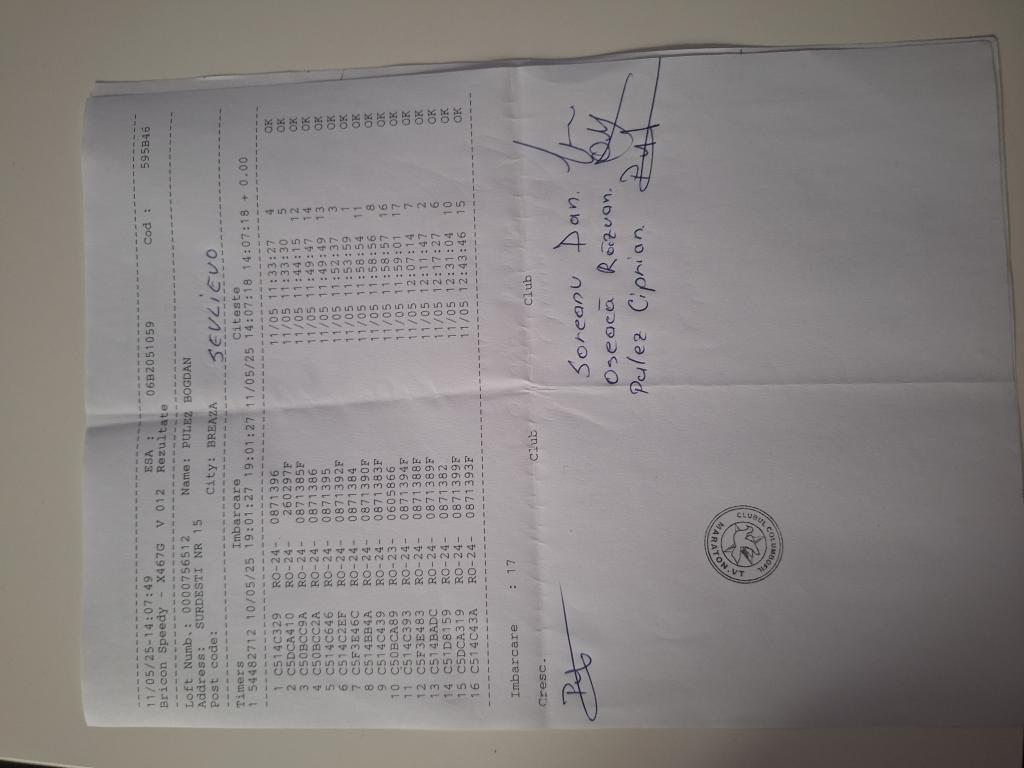 11/05/25-14:07:49 ESA : 06B2051059 cod : 595B46
Bricon Speedy - X467G V 012 Rezultate
Loft Numb.: 0000756512 Name: PULEZ BOGDAN
Address: SURDESTI NR 15 City: BREAZA SEVLIEVO
Post code:
Timers Imbarcare Citeste
1 54482712 10/05/25 19:01:27 19:01:27 11/05/25 14:07:18 14:07:18 + 0.00
1 C514C329 RO-24- 0871396 11/05 11:33:27 4 OK
2 C5DCA410 RO-24- 260297F 11/05 11:33:30 5 OK
3 C50BCC9A RO-24- 0871385F 11/05 11:44:15 12 OK
4 C50BCC2A RO-24- 0871386 11/05 11:49:47 14 OK
5 C514C646 RO-24- 0871395 11/05 11:49:49 13 OK
6 C514C2EF RO-24- 0871392F 11/05 11:52:37 3 OK
7 C5F3E46C RO-24- 0871384 11/05 11:53:59 1 OK
8 C514BB4A RO-24- 0871390F 11/05 11:58:54 11 OK
9 C514C439 RO-24- 0871383F 11/05 11:58:56 8 OK
10 C50BCA89 RO-23- 0605866 11/05 11:58:57 16 OK
11 C514C293 RO-24- 0871394F 11/05 11:59:01 17 OK
12 C5F3E483 RO-24- 0871388F 11/05 12:07:14 7 OK
13 C514BADC RO-24- 0871389F 11/05 12:11:47 2 OK
14 C51D8159 RO-24- 0871382 11/05 12:17:27 6 OK
15 C5DCA319 RO-24- 0871399F 11/05 12:31:04 10 OK
16 C514C43A RO-24- 0871393F 11/05 12:43:46 15 OK
Imbarcare : 17
Cresc. Club Club
Soreanu Dan.
Oseacă Răzvan.
Pulez Ciprian
CLUBUL COLUMBOFIL
MARATON-VT